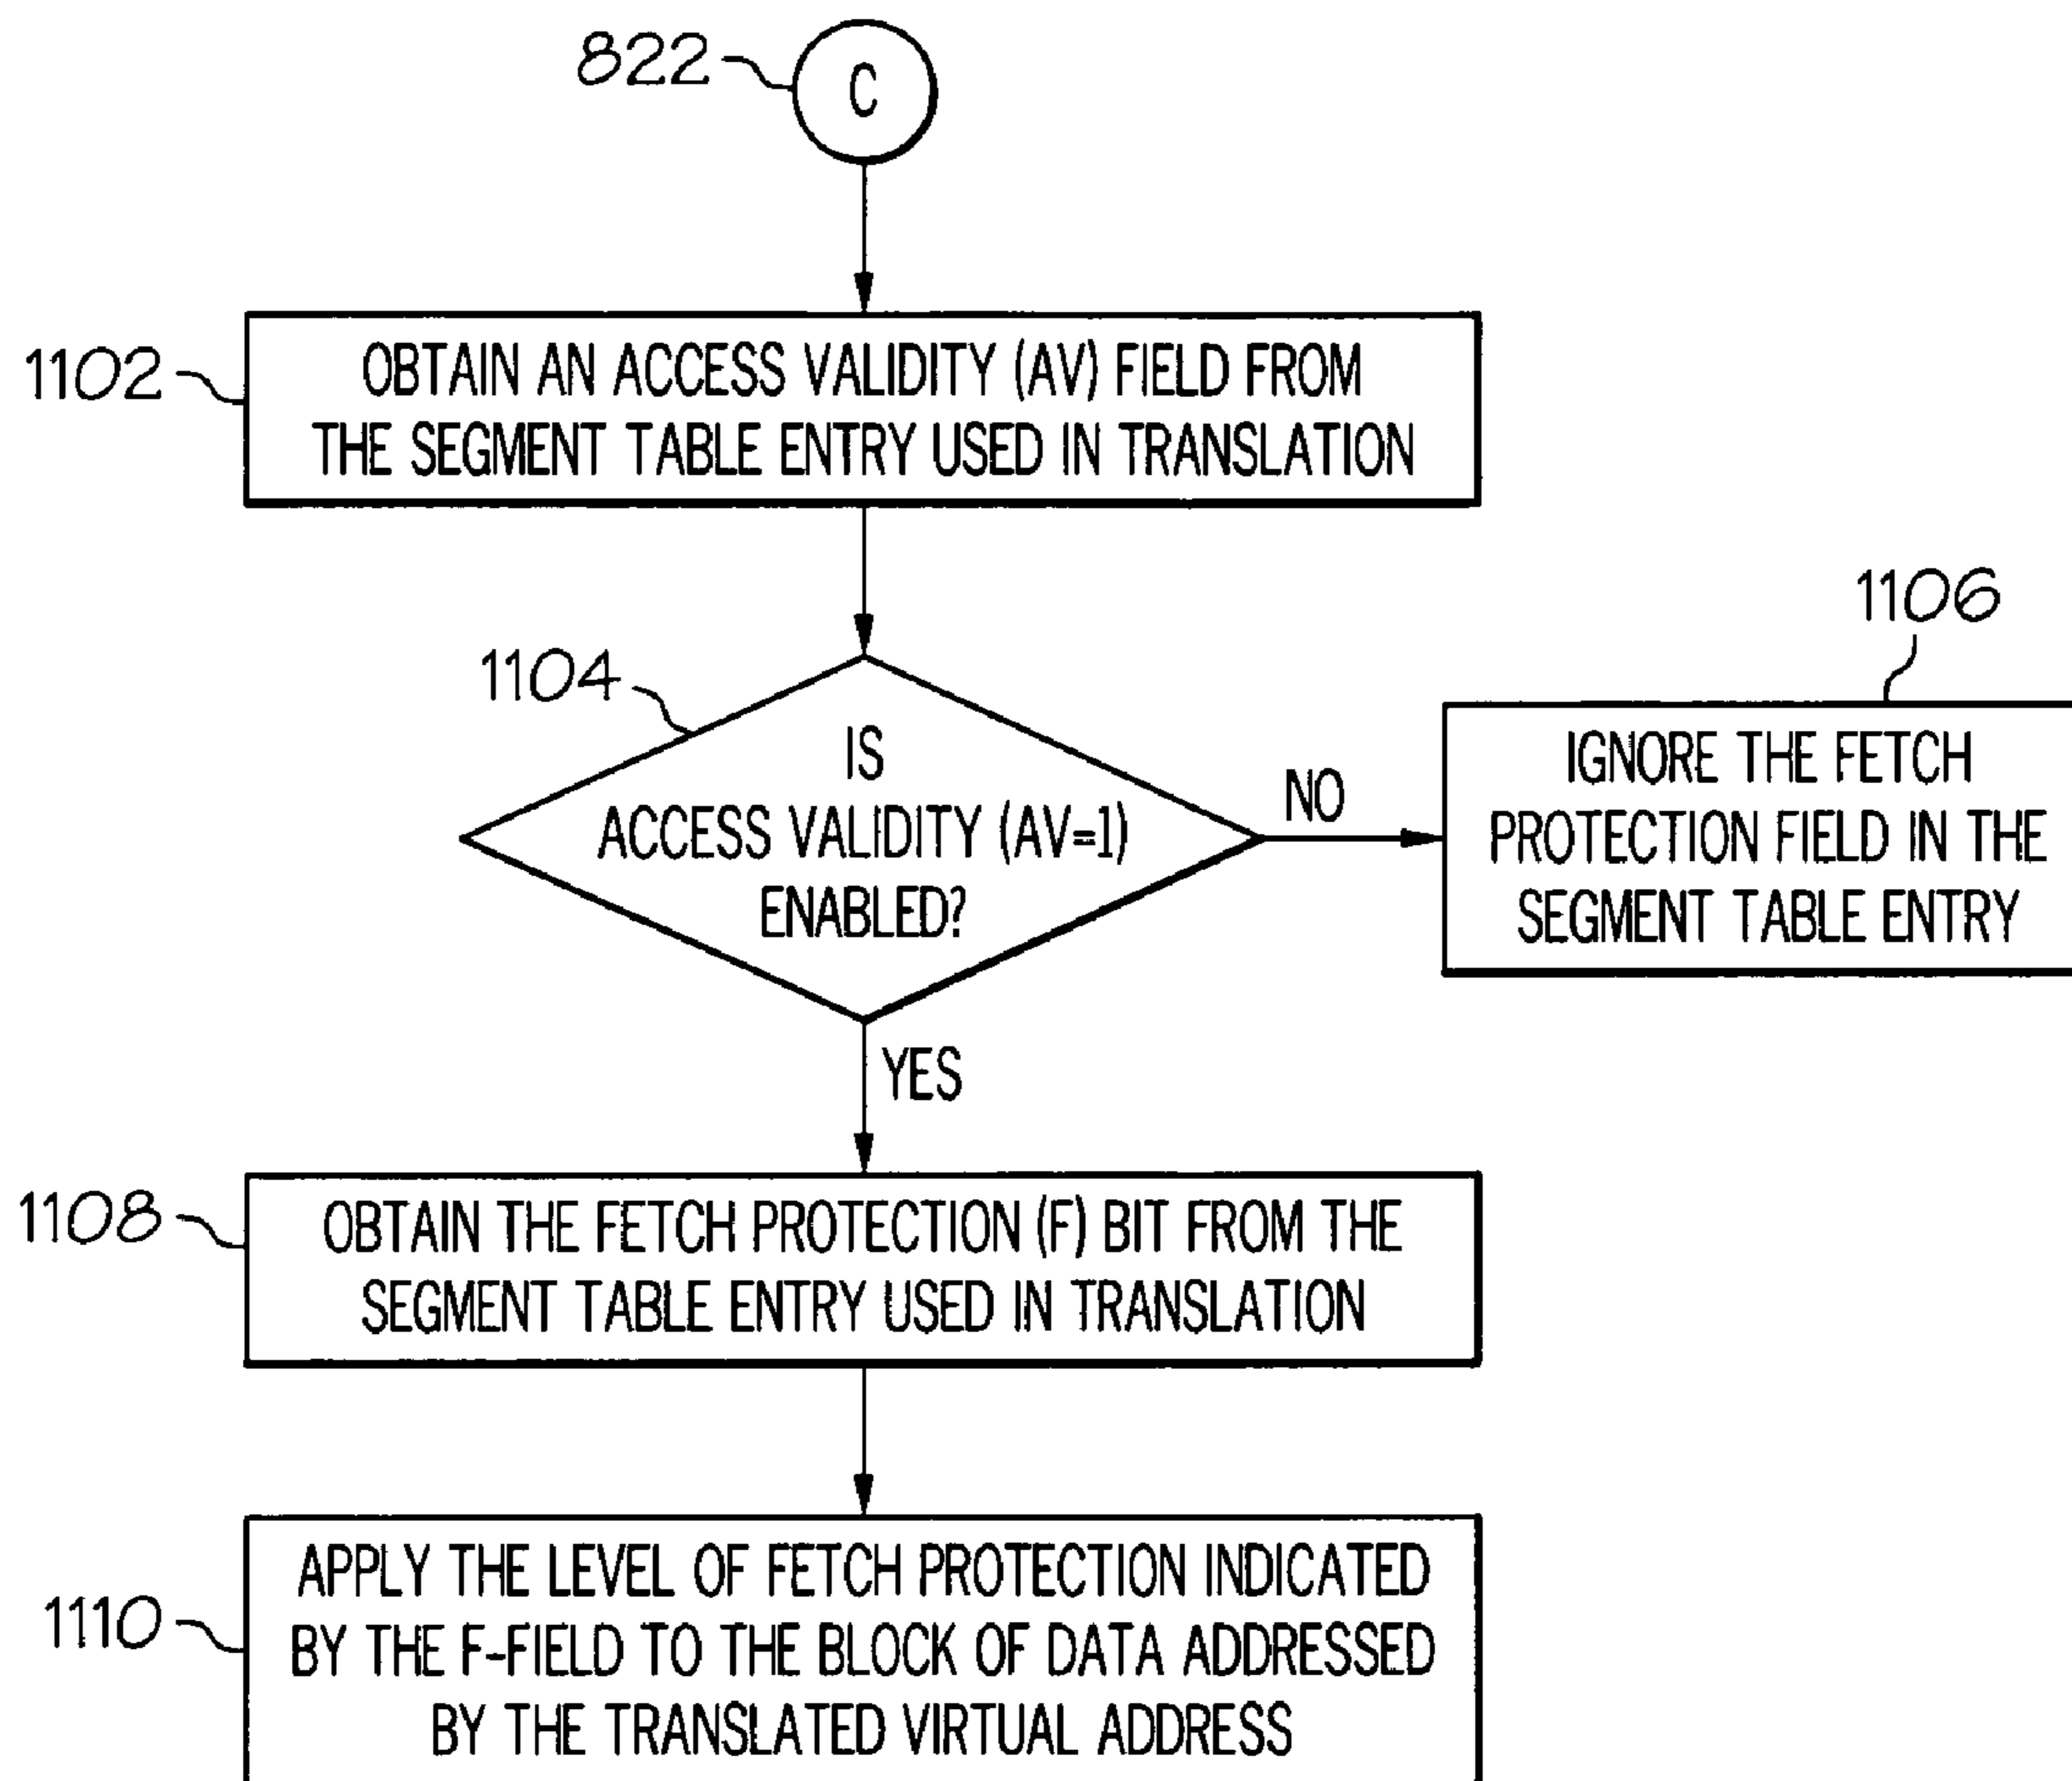 822
C
1102
OBTAIN AN ACCESS VALIDITY (AV) FIELD FROM
THE SEGMENT TABLE ENTRY USED IN TRANSLATION
1104
IS
ACCESS VALIDITY (AV=1)
ENABLED?
NO
1106
IGNORE THE FETCH
PROTECTION FIELD IN THE
SEGMENT TABLE ENTRY
YES
1108
OBTAIN THE FETCH PROTECTION (F) BIT FROM THE
SEGMENT TABLE ENTRY USED IN TRANSLATION
1110
APPLY THE LEVEL OF FETCH PROTECTION INDICATED
BY THE F-FIELD TO THE BLOCK OF DATA ADDRESSED
BY THE TRANSLATED VIRTUAL ADDRESS